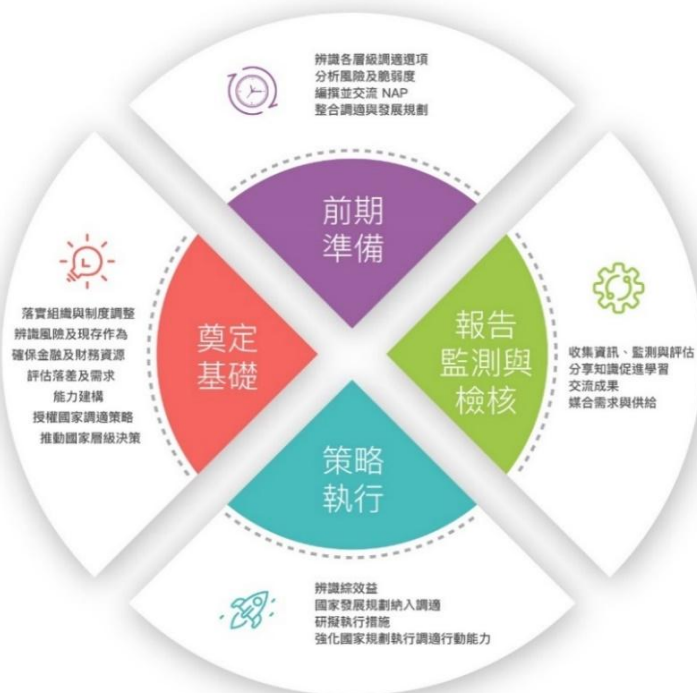 辨識各層級調適選項
分析風險及脆弱度
編撰並交流 NAP
整合調適與發展規劃
前期
準備
落實組織與制度調整
辨識風險及現存作為
確保金融及財務資源
評估落差及需求
能力建構
授權國家調適策略
推動國家層級決策
奠定
基礎
報告
監測與
檢核
收集資訊、監測與評估
分享知識促進學習
交流成果
媒合需求與供給
策略
執行
辨識綜效益
國家發展規劃納入調適
研擬執行措施
強化國家規劃執行調適行動能力